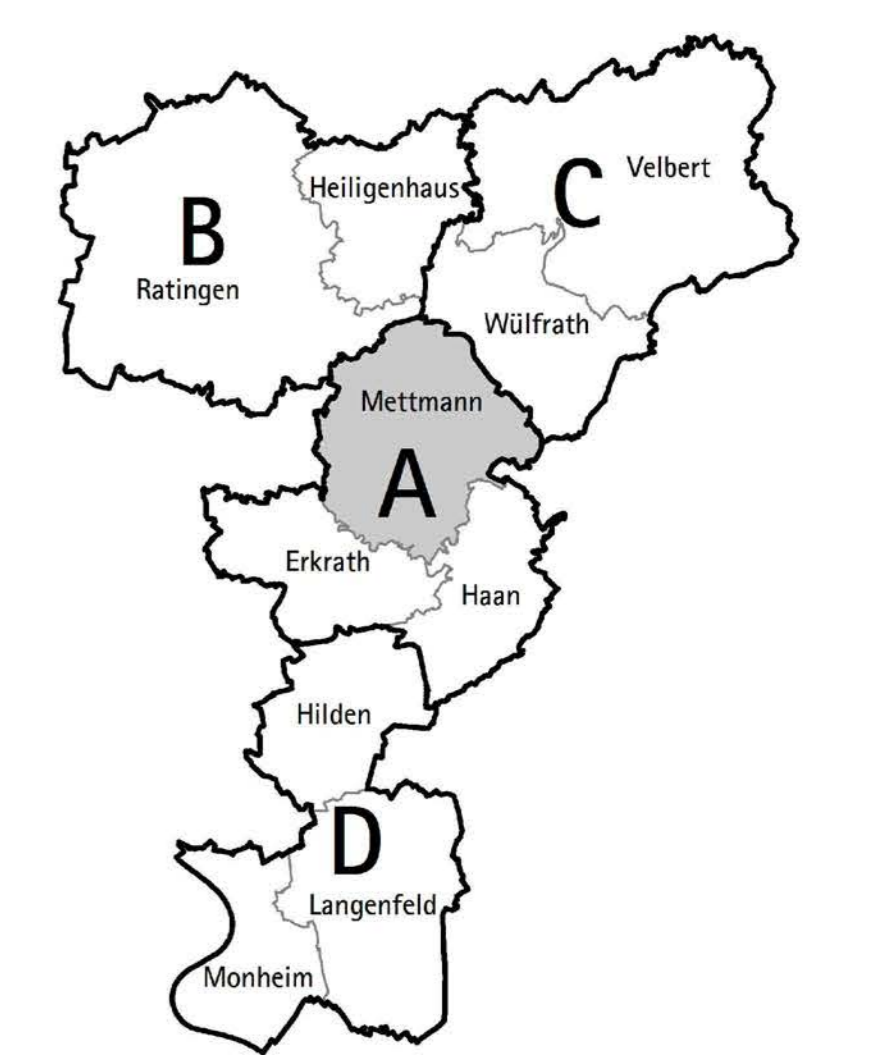 Velbert
C
Heiligenhaus
B
Ratingen
Wülfrath
Mettmann
A
Erkrath
Haan
Hilden
D
Langenfeld
Monheim